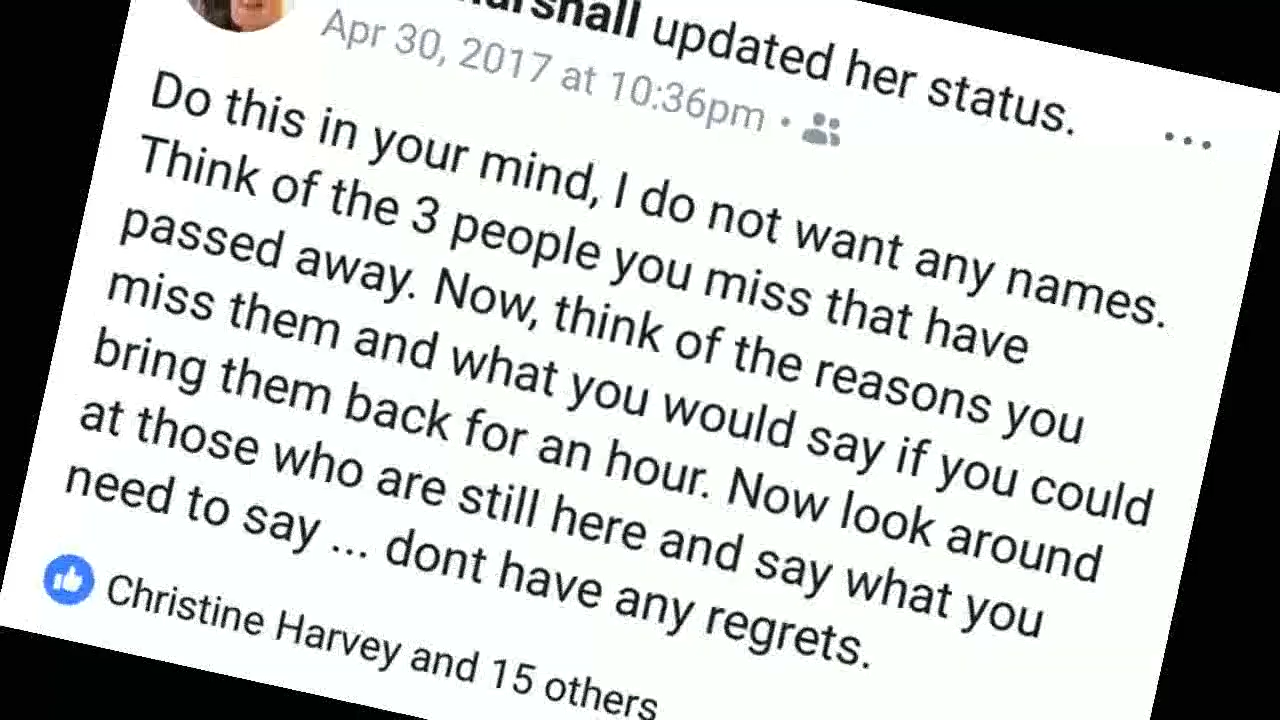 updated her status.
Apr 30, 2017 at 10:36pm •
Do this in your mind, I do not want any names.
Think of the 3 people you miss that have
passed away. Now, think of the reasons you
miss them and what you would say if you could
bring them back for an hour. Now look around
at those who are still here and say what you
need to say ... dont have any regrets.
Christine Harvey and 15 others